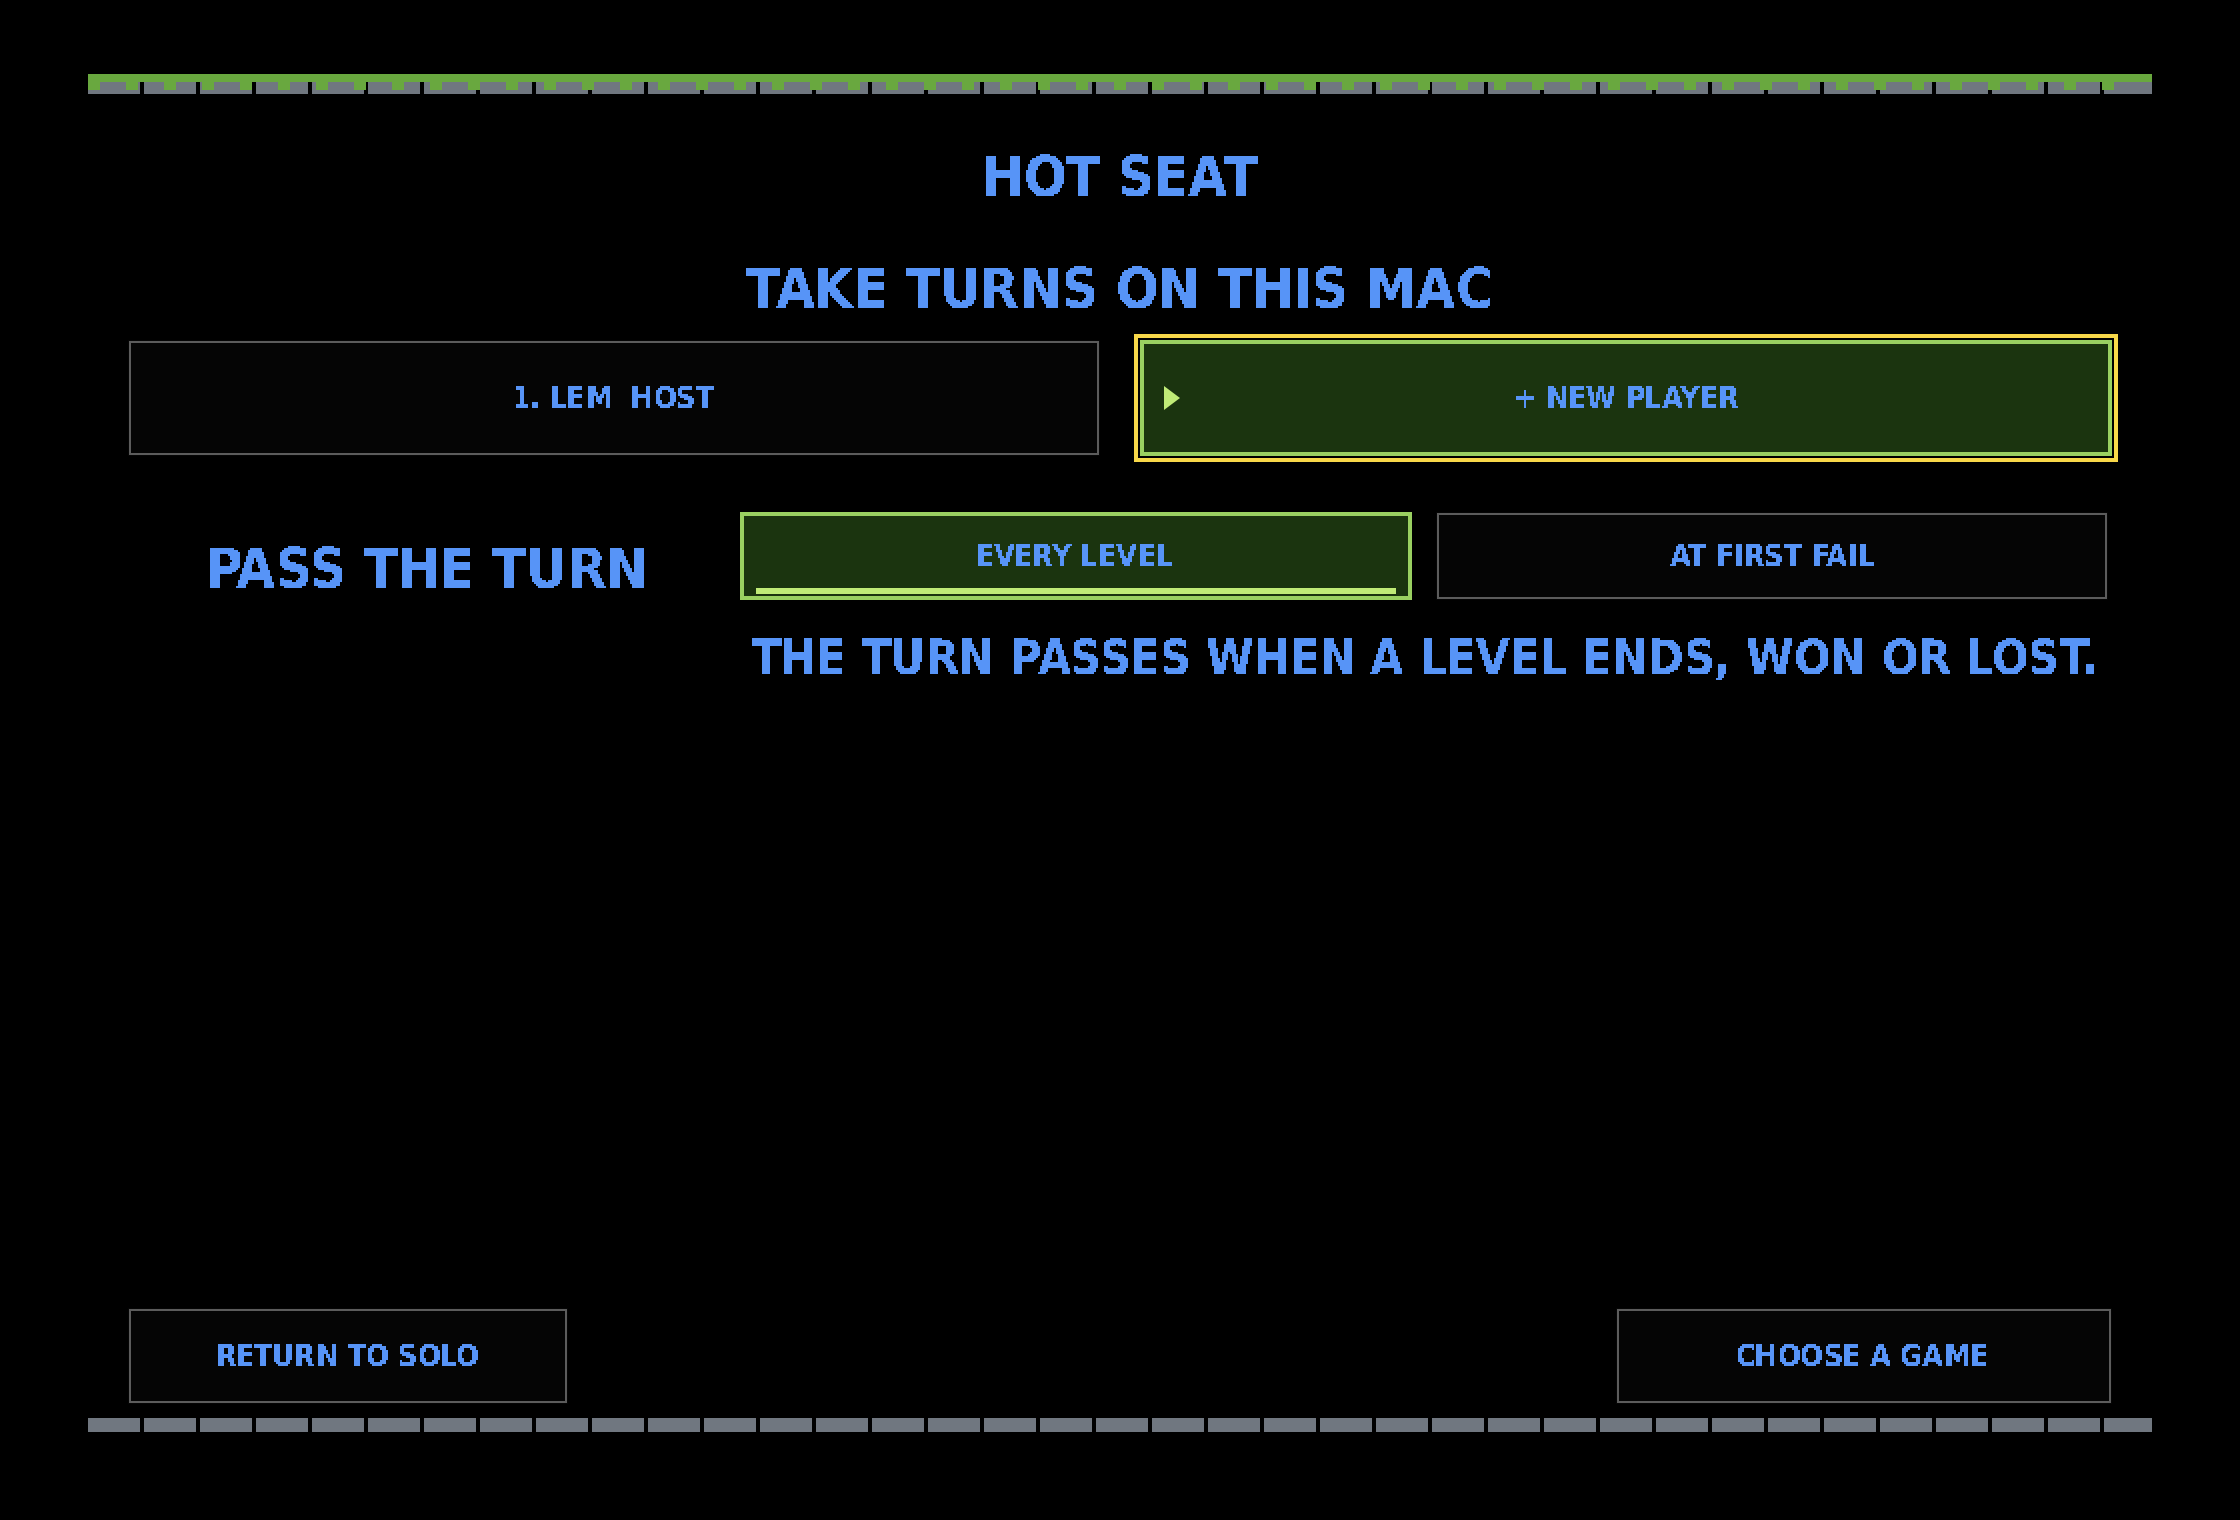 HOT SEAT
TAKE TURNS ON THIS MAC
1. LEM  HOST
+ NEW PLAYER
PASS THE TURN
EVERY LEVEL
AT FIRST FAIL
THE TURN PASSES WHEN A LEVEL ENDS, WON OR LOST.
RETURN TO SOLO
CHOOSE A GAME